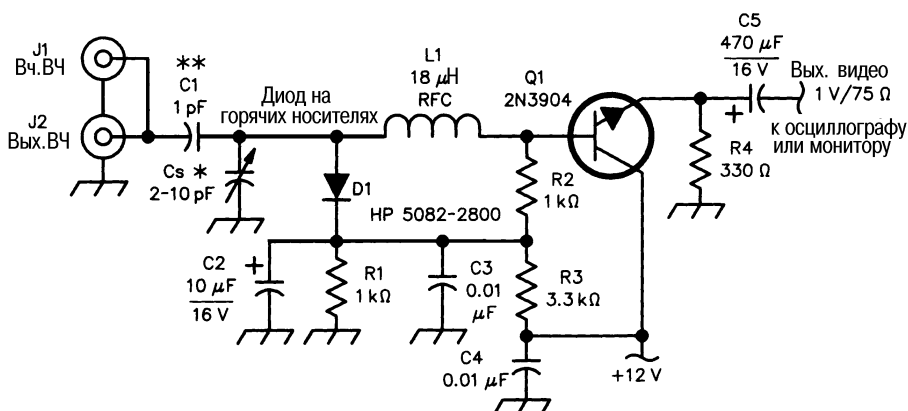 J1
Вч.ВЧ
J2
Вых.ВЧ
**
C1
1 pF
Cs *
2-10 pF
Диод на
горячих носителях
D1
HP 5082-2800
L1
18 μH
RFC
Q1
2N3904
C5
470 μF
16 V
Вых. видео
1 V/75 Ω
к осциллографу
или монитору
+
R4
330 Ω
R2
1 kΩ
C2
10 μF
16 V
+
R1
1 kΩ
C3
0.01
μF
R3
3.3 kΩ
C4
0.01 μF
+12 V